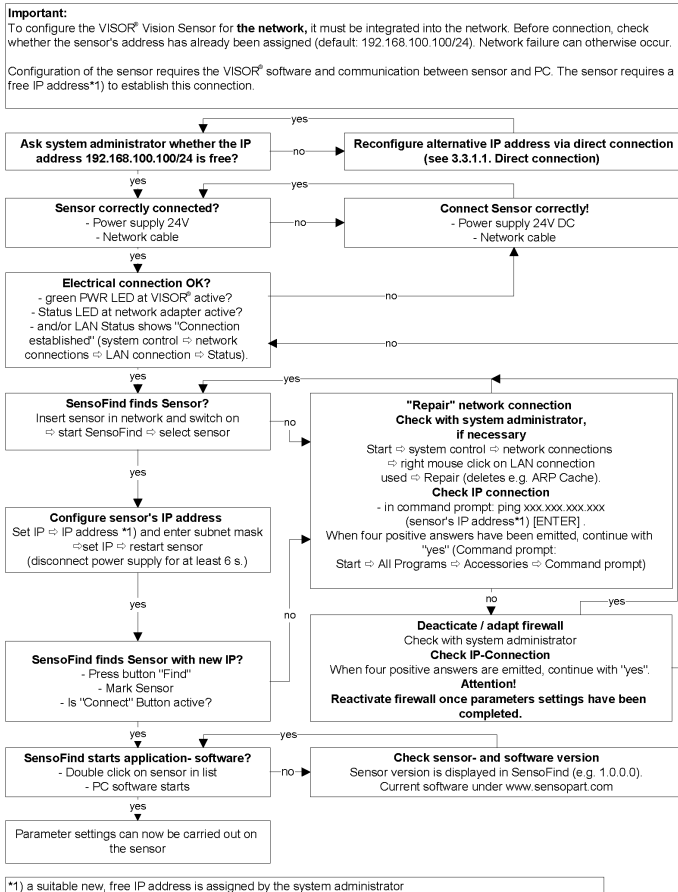 Important:
To configure the VISOR® Vision Sensor for the network, it must be integrated into the network. Before connection, check
whether the sensor's address has already been assigned (default: 192.168.100.100/24). Network failure can otherwise occur.
Configuration of the sensor requires the VISOR® software and communication between sensor and PC. The sensor requires a
free IP address*1) to establish this connection.
yes
Ask system administrator whether the IP
address 192.168.100.100/24 is free?
no
Reconfigure alternative IP address via direct connection
(see 3.3.1.1. Direct connection)
yes
yes
Sensor correctly connected?
- Power supply 24V
- Network cable
no
Connect Sensor correctly!
- Power supply 24V DC
- Network cable
yes
Electrical connection OK?
- green PWR LED at VISOR® active?
- Status LED at network adapter active?
- and/or LAN Status shows "Connection
established" (system control ⇨ network
connections ⇨ LAN connection ⇨ Status).
no
no
yes
yes
SensoFind finds Sensor?
Insert sensor in network and switch on
⇨ start SensoFind ⇨ select sensor
no
"Repair" network connection
Check with system administrator,
if necessary
Start ⇨ system control ⇨ network connections
⇨ right mouse click on LAN connection
used ⇨ Repair (deletes e.g. ARP Cache).
Check IP connection
- in command prompt: ping xxx.xxx.xxx.xxx
(sensor's IP address*1) [ENTER] .
When four positive answers have been emitted, continue with
"yes" (Command prompt:
Start ⇨ All Programs ⇨ Accessories ⇨ Command prompt)
yes
Configure sensor's IP address
Set IP ⇨ IP address *1) and enter subnet mask
⇨set IP ⇨ restart sensor
(disconnect power supply for at least 6 s.)
yes
no
no
yes
Deacticate / adapt firewall
Check with system administrator
Check IP-Connection
When four positive answers are emitted, continue with "yes".
Attention!
Reactivate firewall once parameters settings have been
completed.
SensoFind finds Sensor with new IP?
- Press button "Find"
- Mark Sensor
- Is "Connect" Button active?
yes
yes
SensoFind starts application- software?
- Double click on sensor in list
- PC software starts
no
Check sensor- and software version
Sensor version is displayed in SensoFind (e.g. 1.0.0.0).
Current software under www.sensopart.com
yes
Parameter settings can now be carried out on
the sensor
*1) a suitable new, free IP address is assigned by the system administrator